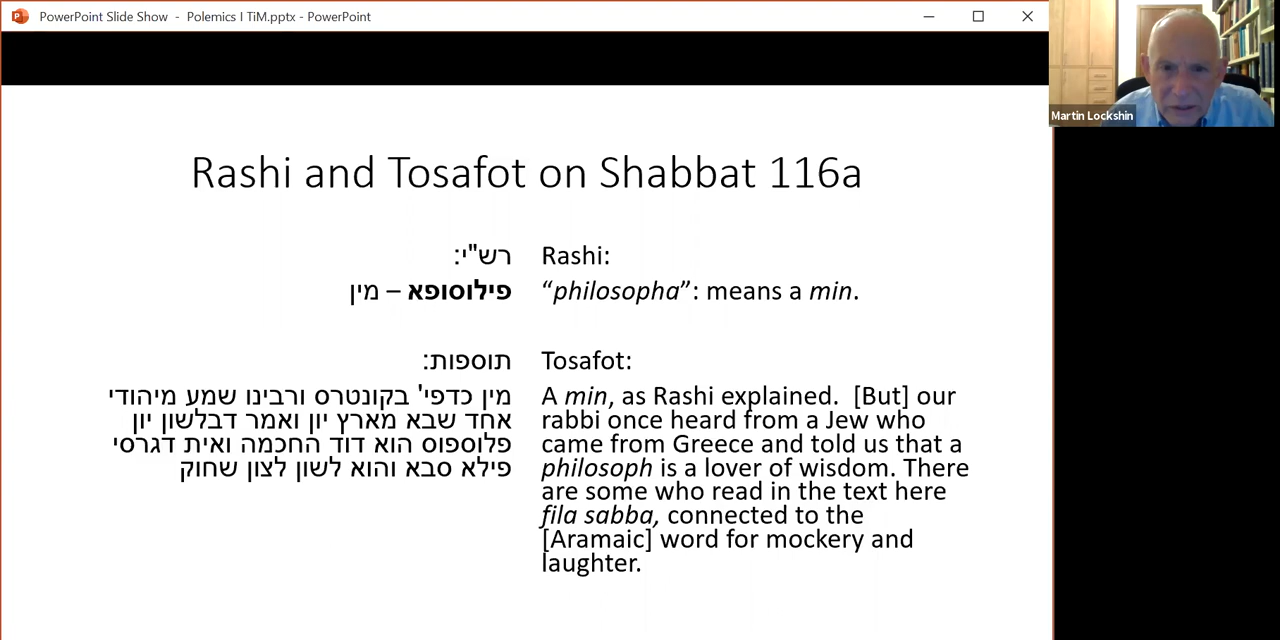 PowerPoint Slide Show - Polemics I TiM.pptx - PowerPoint
Martin Lockshin
Rashi and Tosafot on Shabbat 116a
רש"י:
פילוסופא – מין
תוספות:
מין כדפי' בקונטרס ורבינו שמע מיהודי
אחד שבא מארץ יון ואמר דבלשון יון
פלוספוס הוא דוד החכמה ואית דגרסי
פילא סבא והוא לשון לצון שחוק
Rashi:
“philosopha”: means a min.
Tosafot:
A min, as Rashi explained. [But] our
rabbi once heard from a Jew who
came from Greece and told us that a
philosoph is a lover of wisdom. There
are some who read in the text here
fila sabba, connected to the
[Aramaic] word for mockery and
laughter.